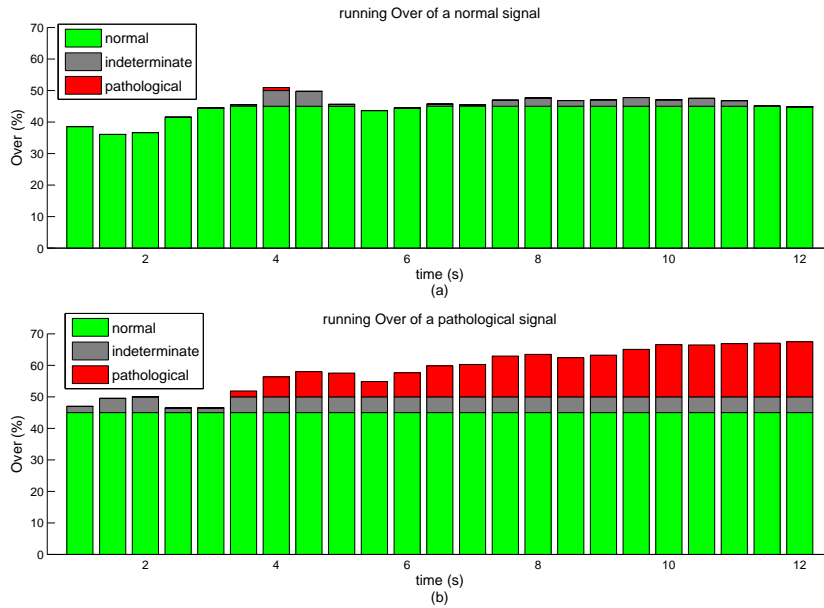 running Over of a normal signal
70
60
50
40
30
20
10
0
Over (%)
normal
indeterminate
pathological
2 4 6 8 10 12
time (s)
(a)
running Over of a pathological signal
70
60
50
40
30
20
10
0
Over (%)
normal
indeterminate
pathological
2 4 6 8 10 12
time (s)
(b)